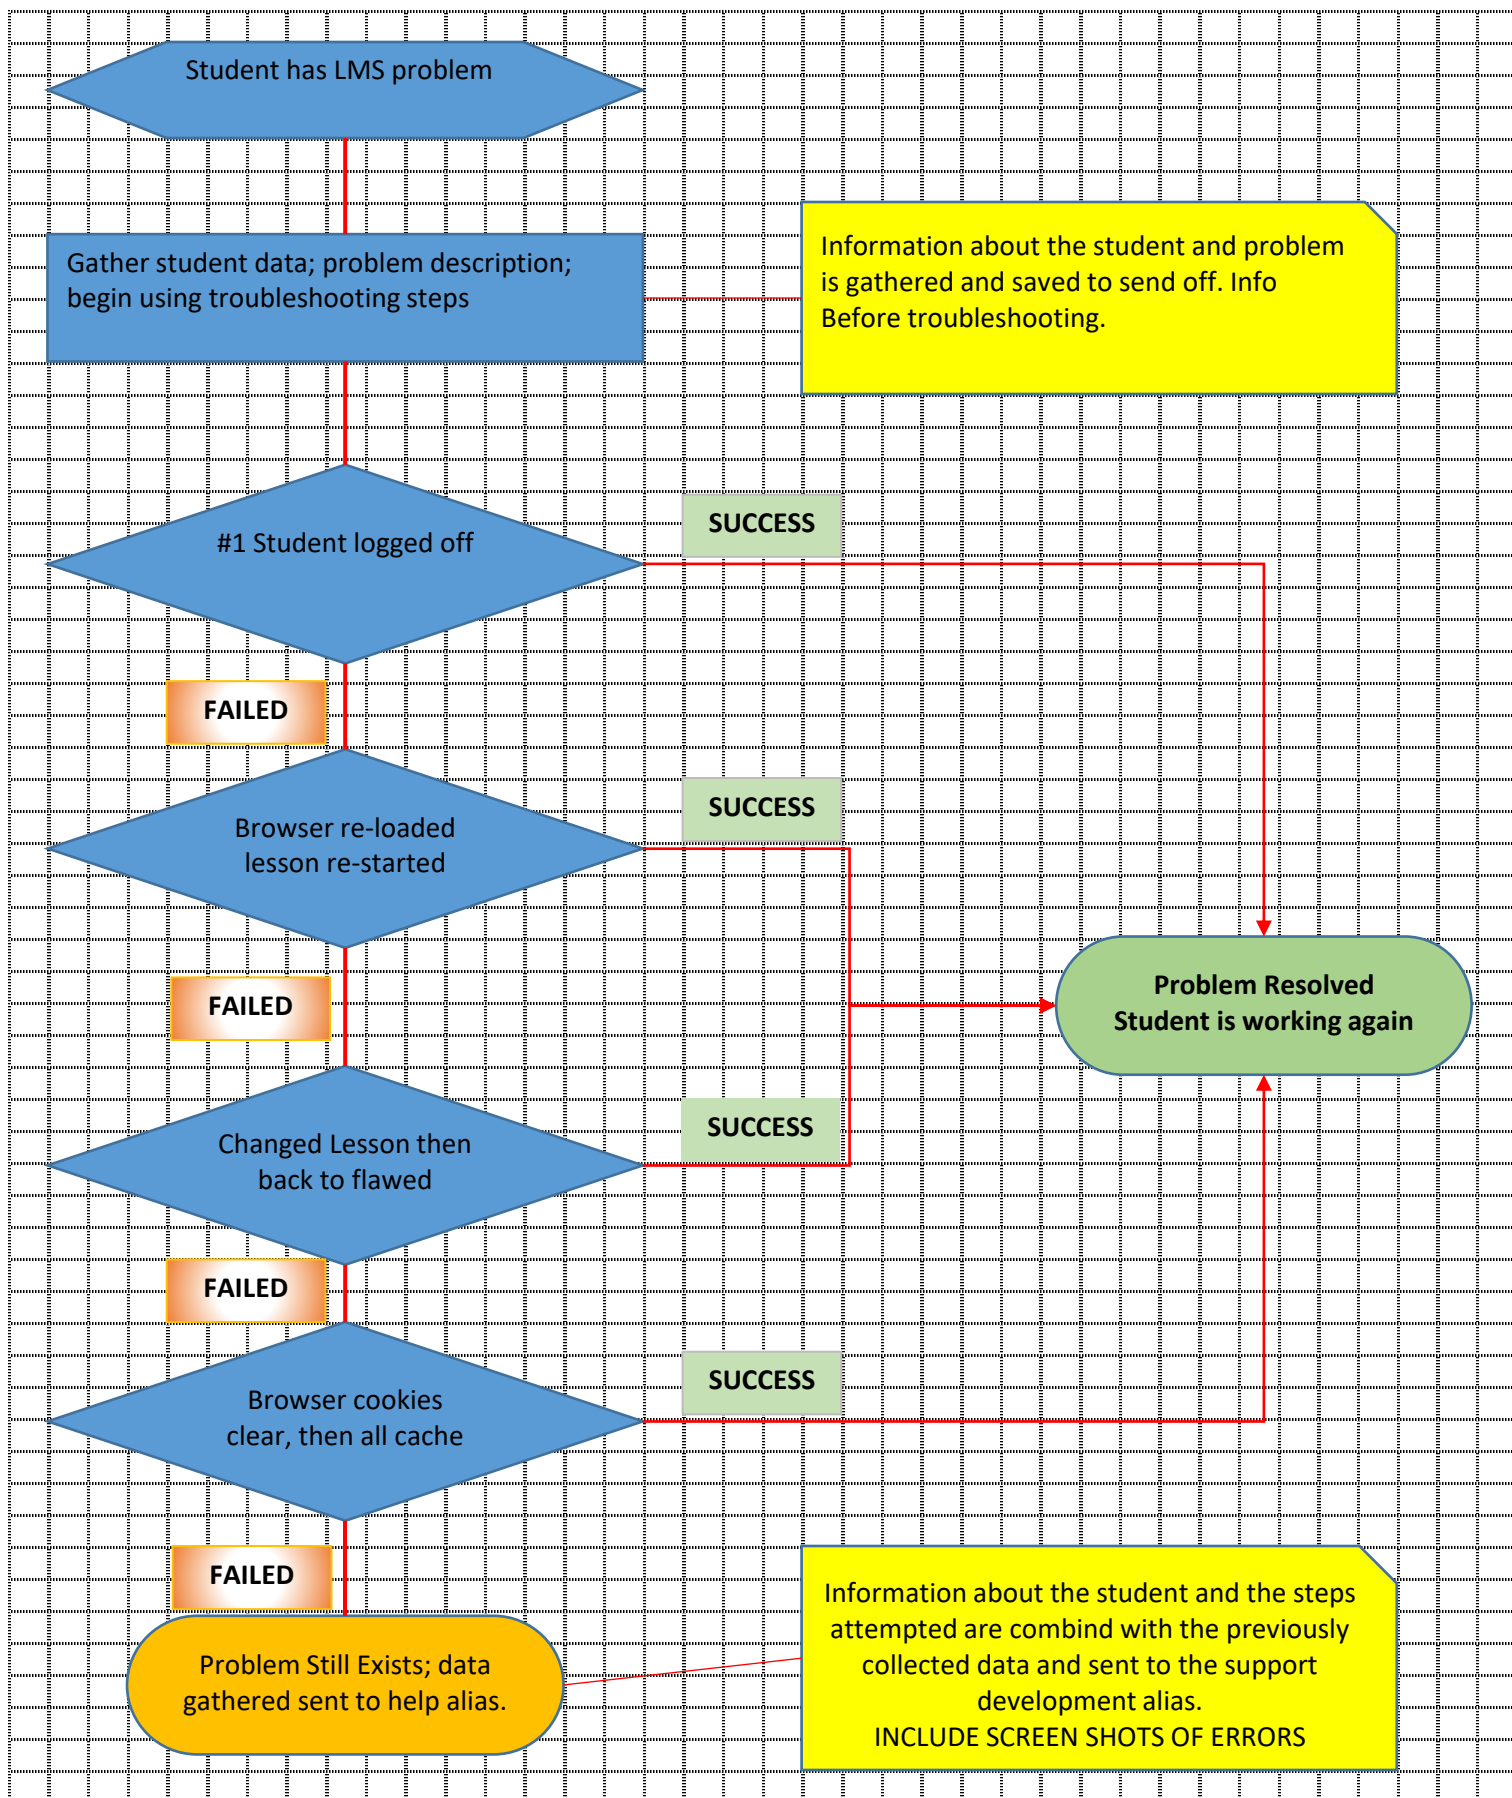 Student has LMS problem
Gather student data; problem description;
begin using troubleshooting steps
Information about the student and problem
is gathered and saved to send off. Info
Before troubleshooting.
#1 Student logged off
SUCCESS
FAILED
Browser re-loaded
lesson re-started
SUCCESS
FAILED
Problem Resolved
Student is working again
Changed Lesson then
back to flawed
SUCCESS
FAILED
Browser cookies
clear, then all cache
SUCCESS
FAILED
Problem Still Exists; data
gathered sent to help alias.
Information about the student and the steps
attempted are combind with the previously
collected data and sent to the support
development alias.
INCLUDE SCREEN SHOTS OF ERRORS